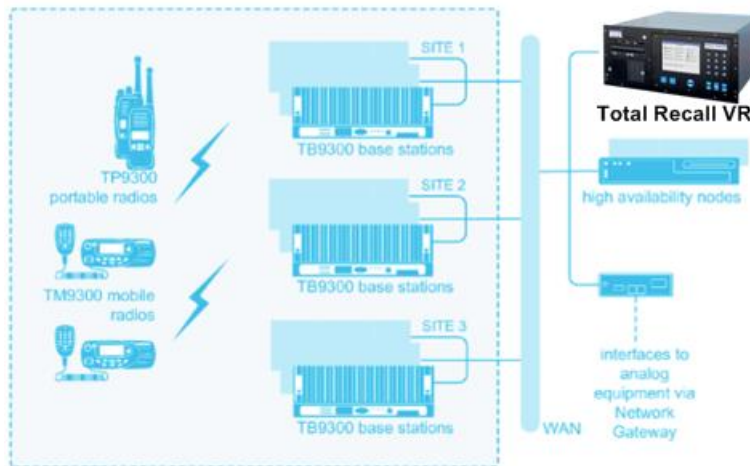 SITE 1
TB9300 base stations
TP9300
portable radios
SITE 2
TB9300 base stations
TM9300 mobile
radios
SITE 3
TB9300 base stations
WAN
Total Recall VR
high availability nodes
interfaces to
analog
equipment via
Network
Gateway